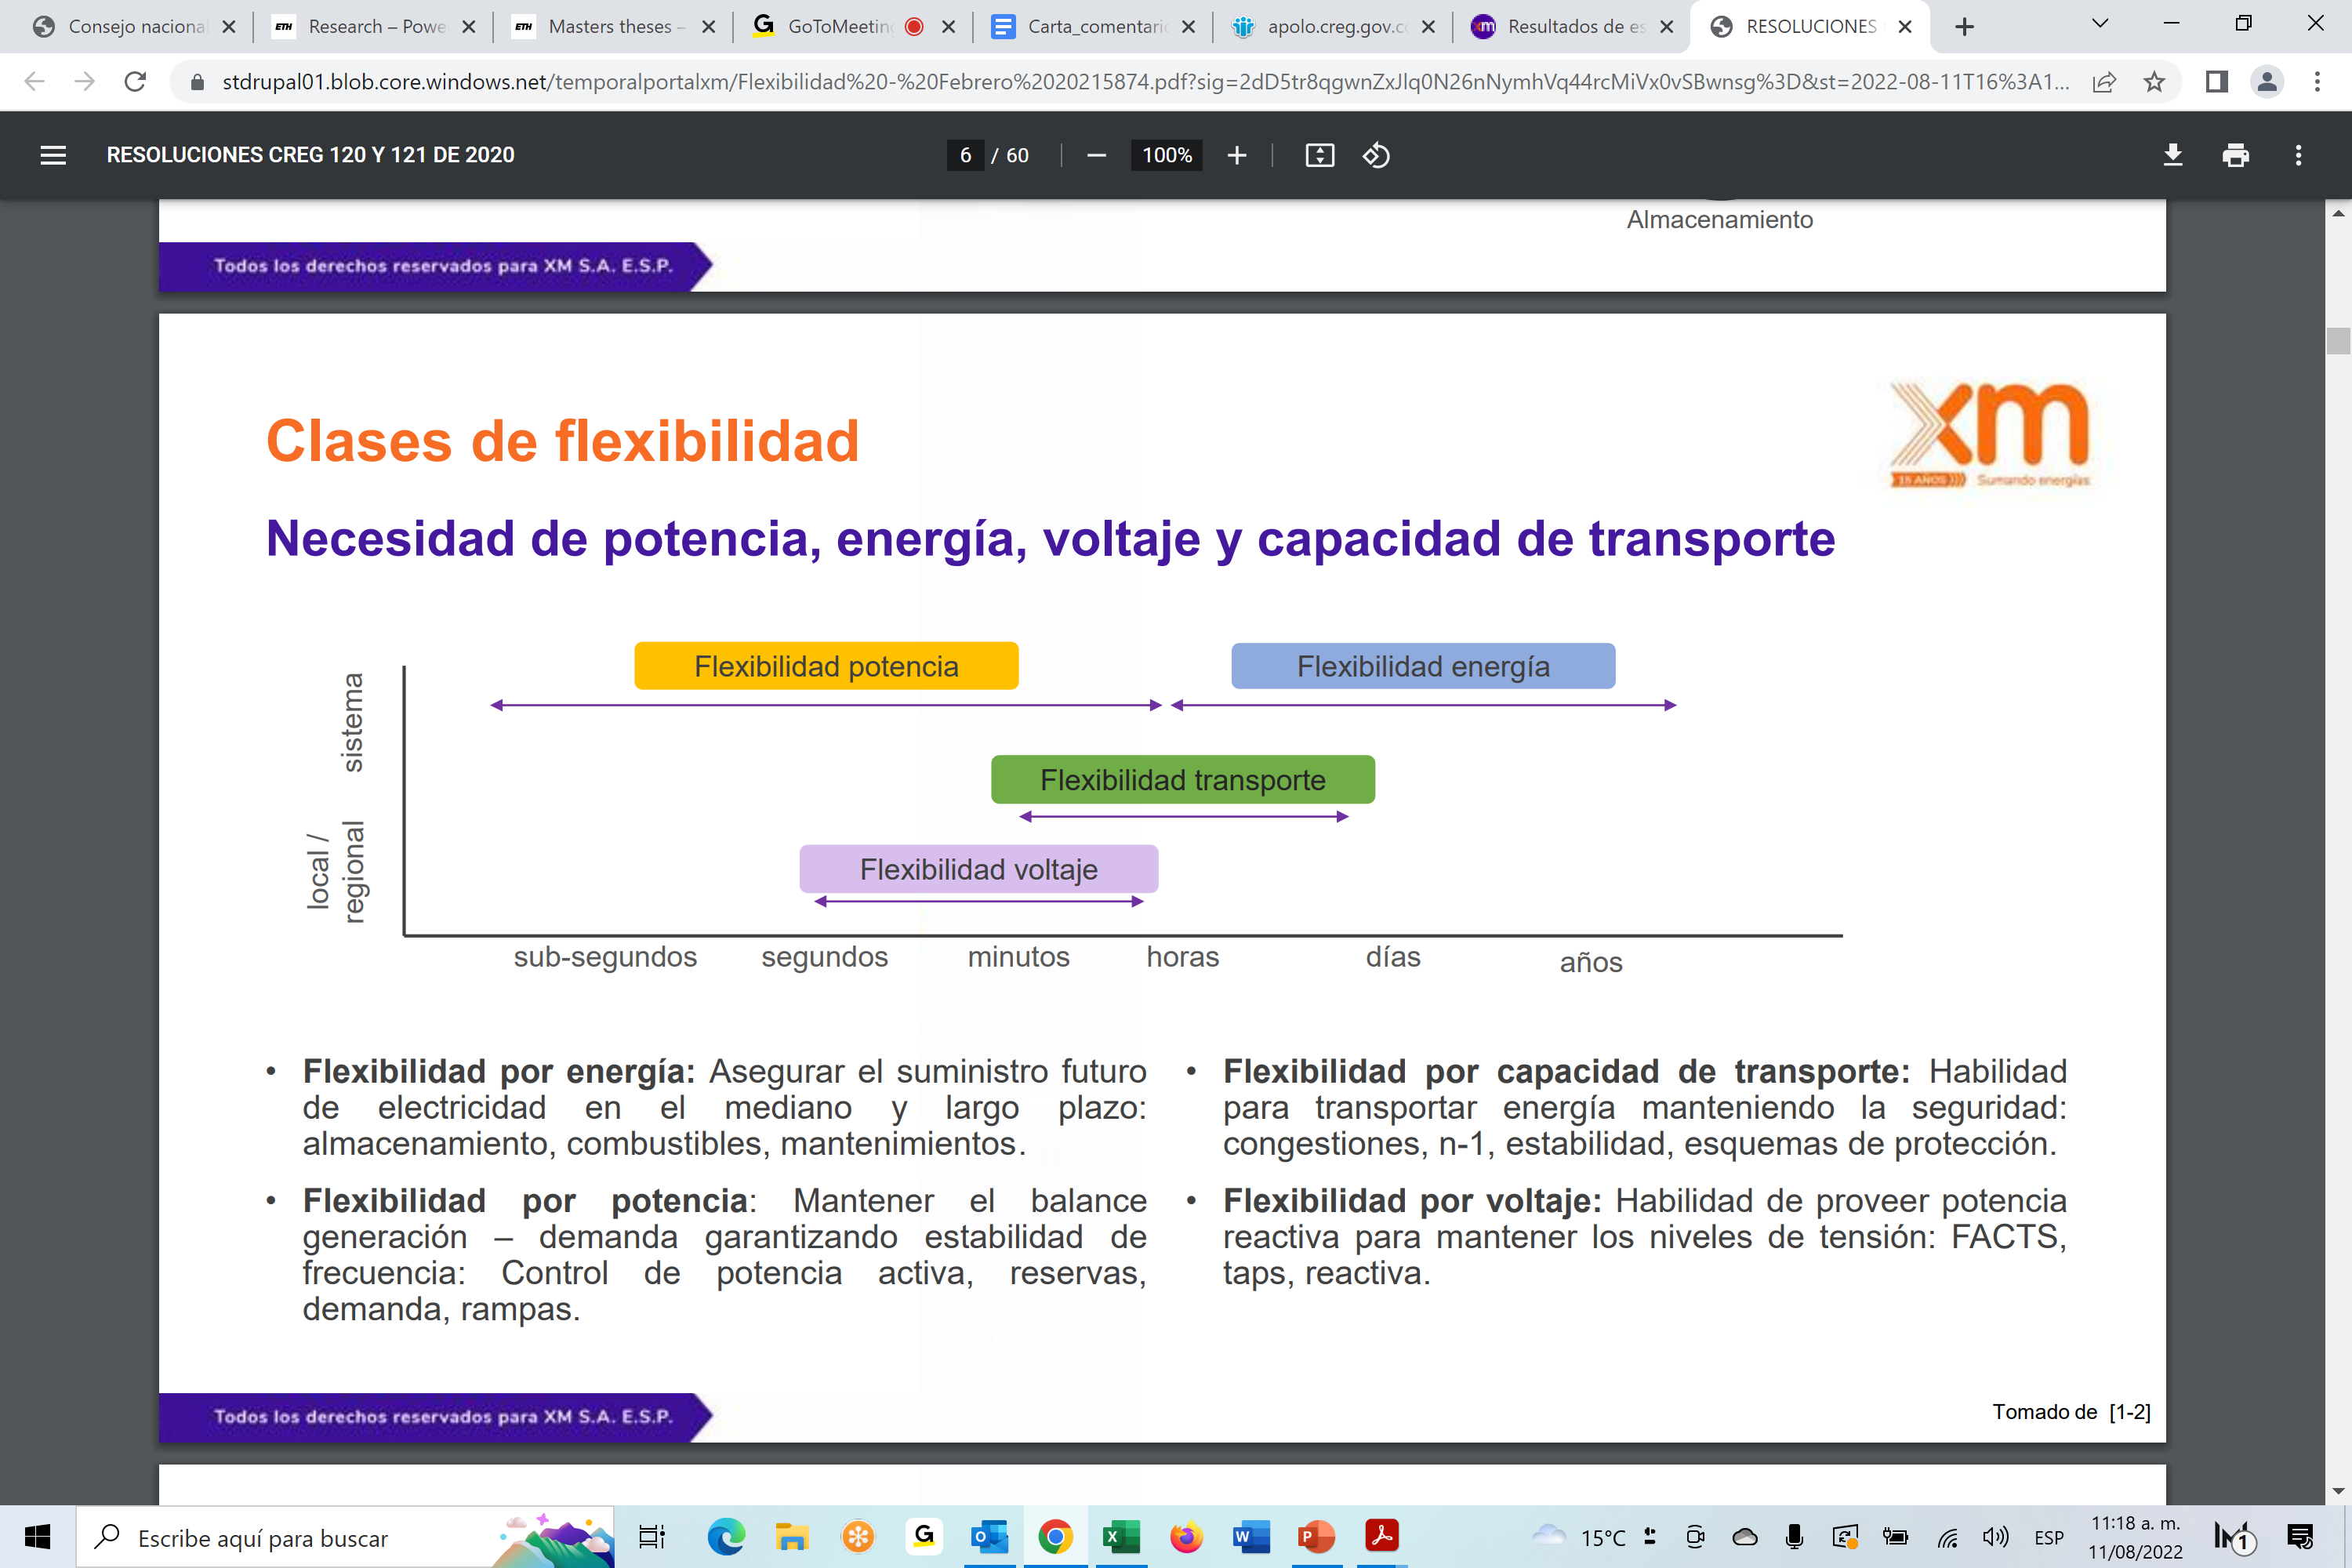 Consejo naciona
ETH Research – Powe
ETH Masters theses –
G GoToMeetin
Carta_comentari
apolo.creg.gov.c
xm Resultados de es
RESOLUCIONES
stdrupal01.blob.core.windows.net/temporalportalxm/Flexibilidad%20-%20Febrero%2020215874.pdf?sig=2dD5tr8qgwnZxJlq0N26nNymhVq44rcMiVx0vSBwnsg%3D&st=2022-08-11T16%3A1...
RESOLUCIONES CREG 120 Y 121 DE 2020
6 / 60
100%
Almacenamiento
Todos los derechos reservados para XM S.A. E.S.P.
xm
15 AÑOS Sumando energías
Clases de flexibilidad
Necesidad de potencia, energía, voltaje y capacidad de transporte
Flexibilidad potencia
Flexibilidad energía
sistema
Flexibilidad transporte
local /
regional
Flexibilidad voltaje
sub-segundos segundos minutos horas días años
• Flexibilidad por energía: Asegurar el suministro futuro
de electricidad en el mediano y largo plazo:
almacenamiento, combustibles, mantenimientos.
• Flexibilidad por potencia: Mantener el balance
generación – demanda garantizando estabilidad de
frecuencia: Control de potencia activa, reservas,
demanda, rampas.
• Flexibilidad por capacidad de transporte: Habilidad
para transportar energía manteniendo la seguridad:
congestiones, n-1, estabilidad, esquemas de protección.
• Flexibilidad por voltaje: Habilidad de proveer potencia
reactiva para mantener los niveles de tensión: FACTS,
taps, reactiva.
Todos los derechos reservados para XM S.A. E.S.P.
Tomado de [1-2]
Escribe aquí para buscar
15°C
ESP
11:18 a. m.
11/08/2022
1